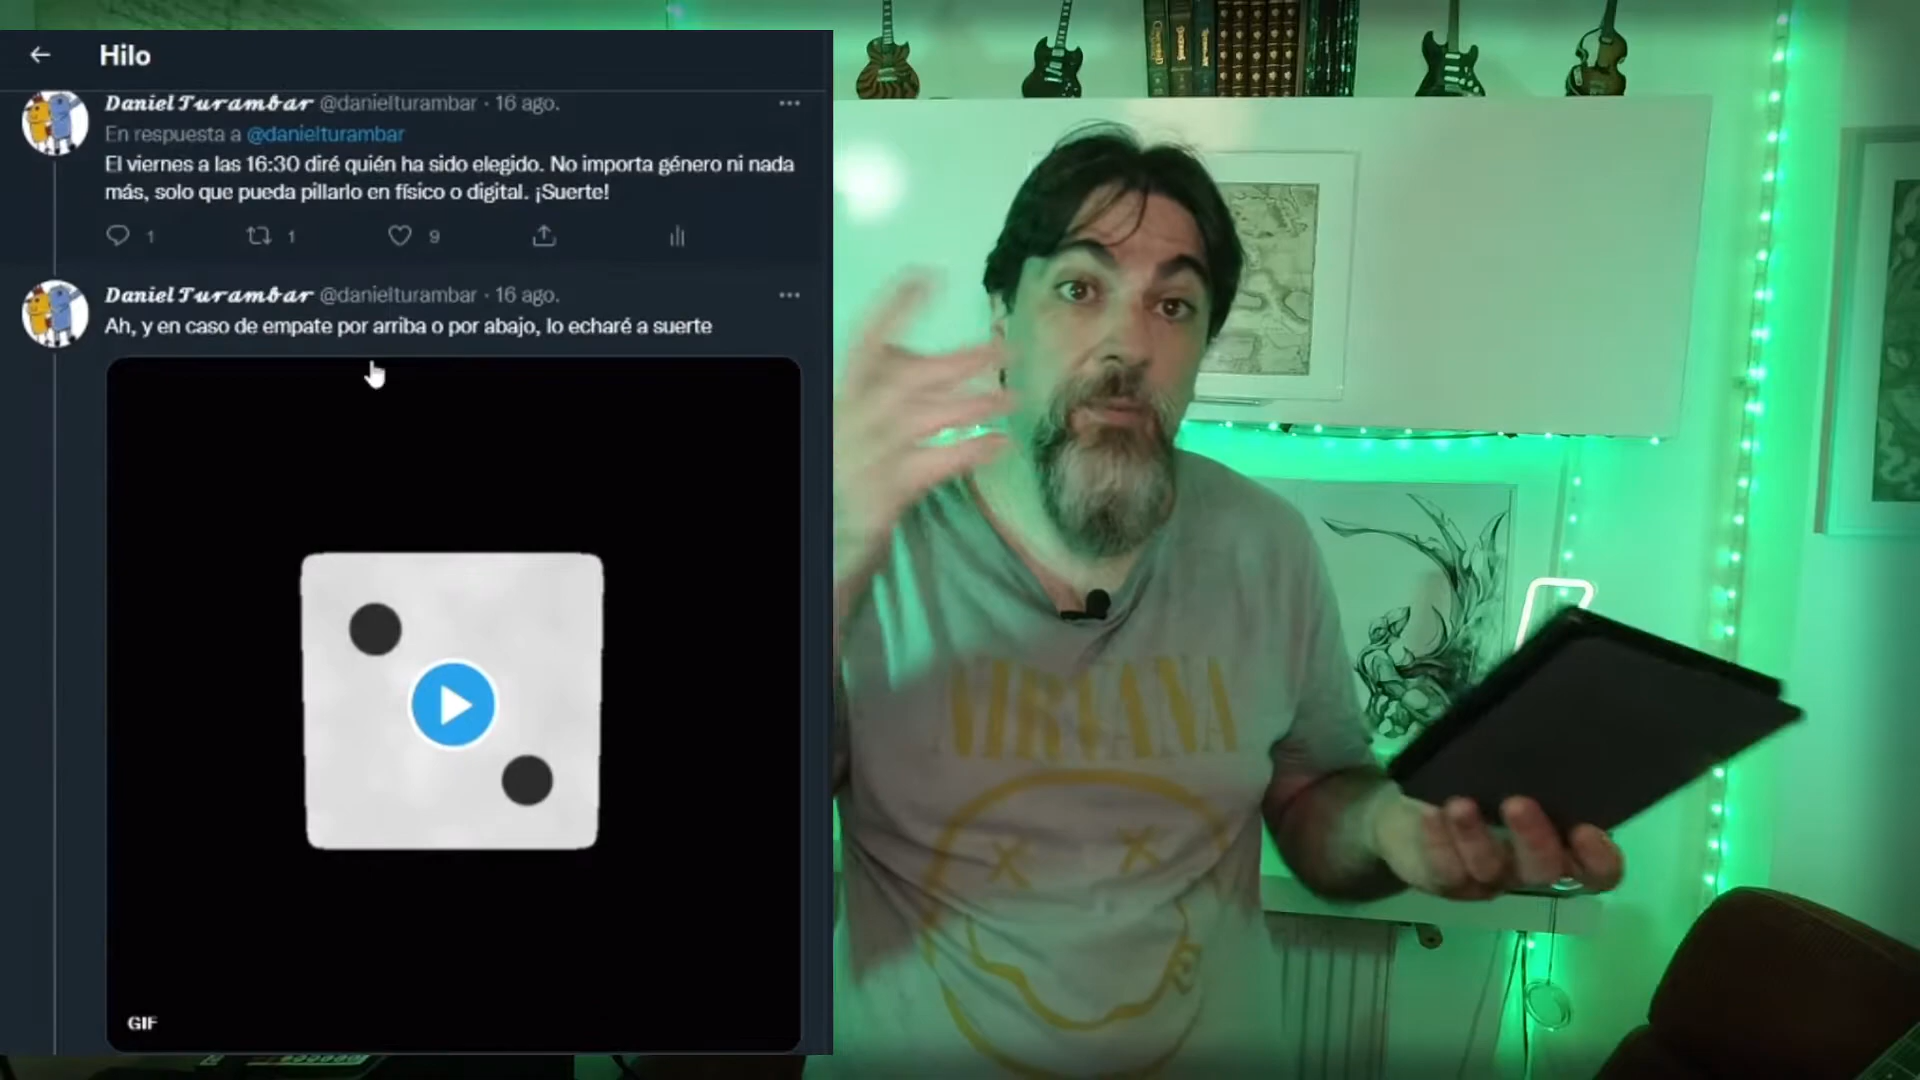 Hilo
Daniel Turambar @danielturambar · 16 ago.
En respuesta a @danielturambar
El viernes a las 16:30 diré quién ha sido elegido. No importa género ni nada
más, solo que pueda pillarlo en físico o digital. ¡Suerte!
1 1 9
Daniel Turambar @danielturambar · 16 ago.
Ah, y en caso de empate por arriba o por abajo, lo echaré a suerte
GIF
NIRVANA